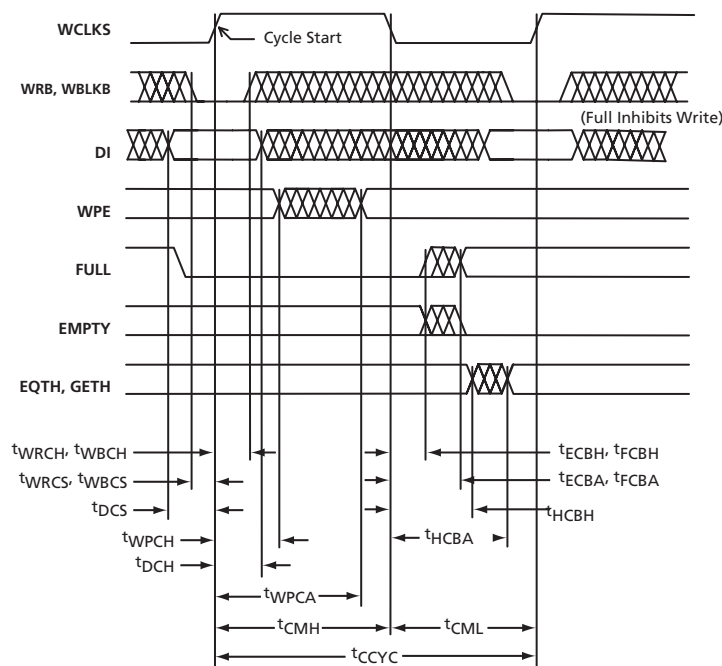 WCLKS
Cycle Start
WRB, WBLKB
(Full Inhibits Write)
DI
WPE
FULL
EMPTY
EQTH, GETH
tWRCH, tWBCH
tECBH, tFCBH
tWRCS, tWBCS
tECBA, tFCBA
tDCS
tHCBH
tWPCH
tHCBA
tDCH
tWPCA
tCMH
tCML
tCCYC